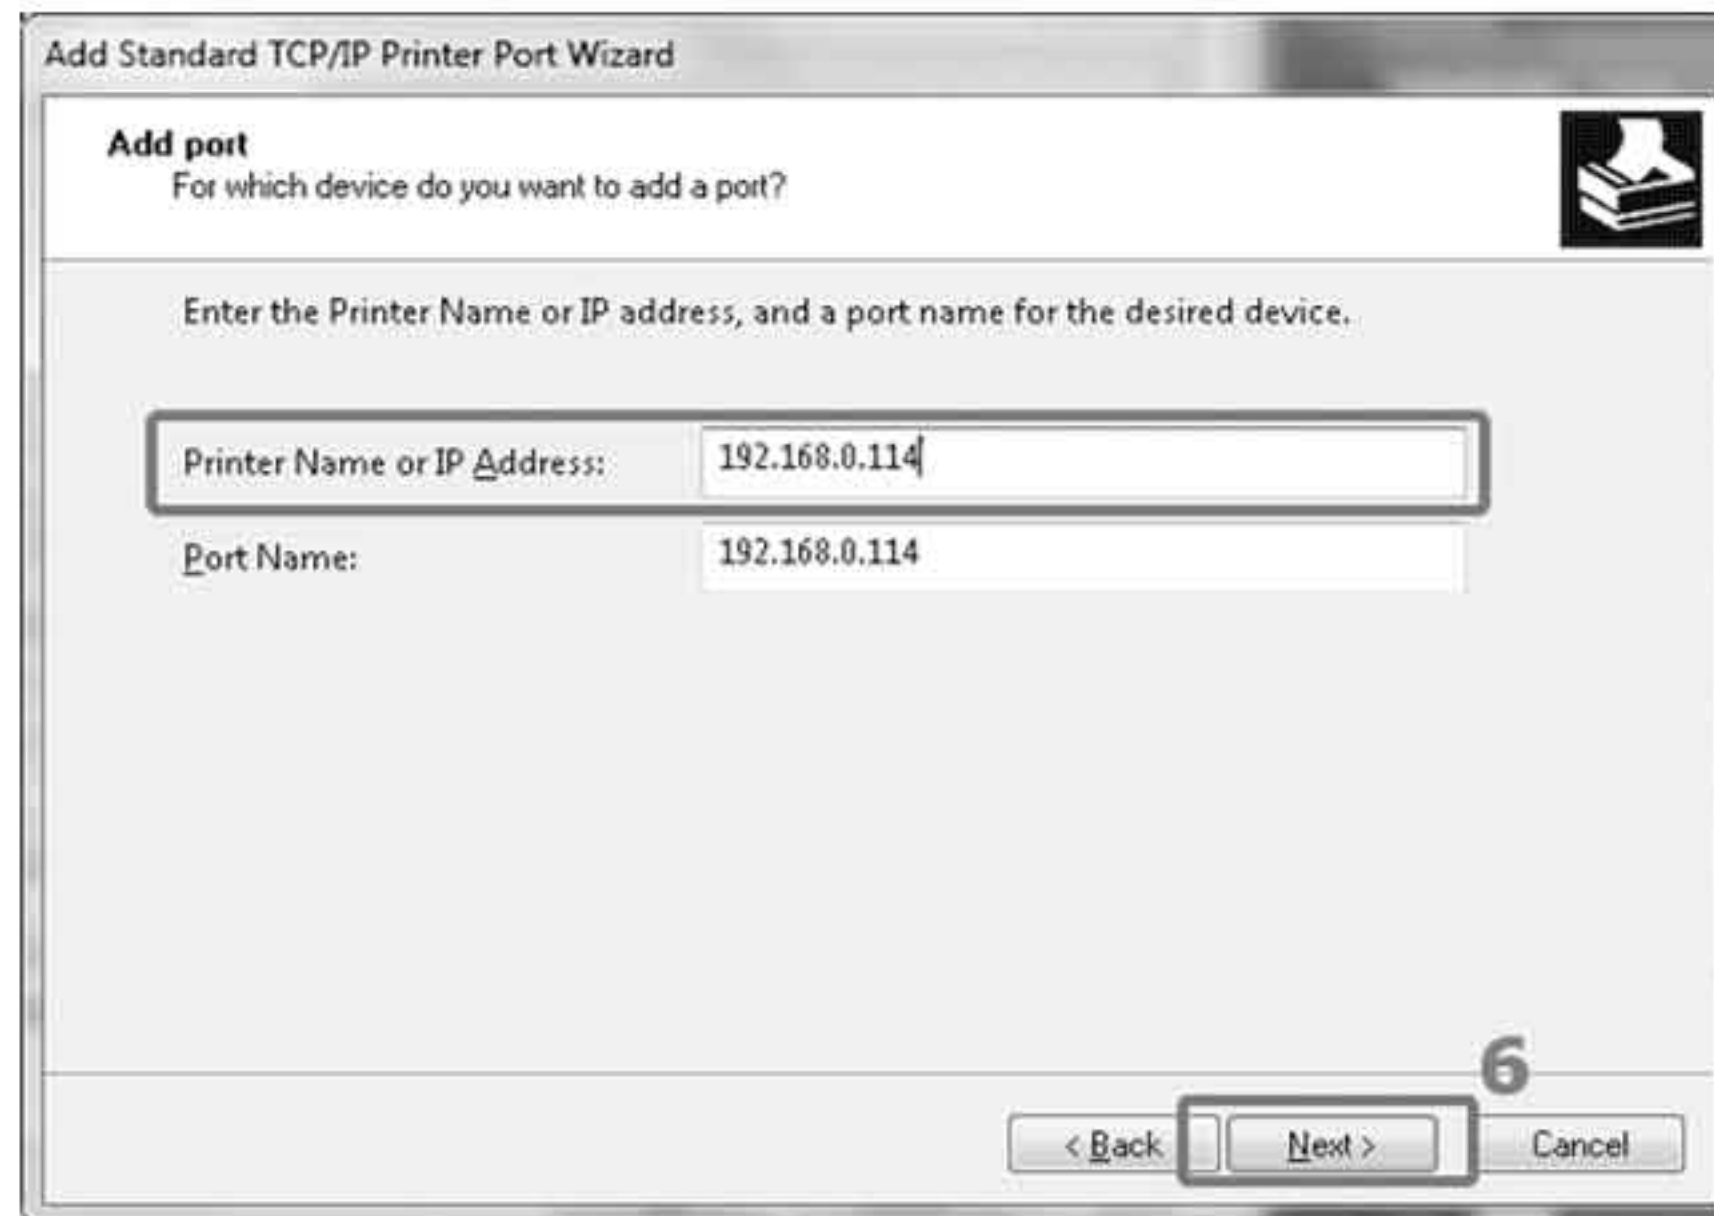 Add Standard TCP/IP Printer Port Wizard
Add port
For which device do you want to add a port?
Enter the Printer Name or IP address, and a port name for the desired device.
Printer Name or IP Address: 192.168.0.114
Port Name: 192.168.0.114
6
< Back Next > Cancel